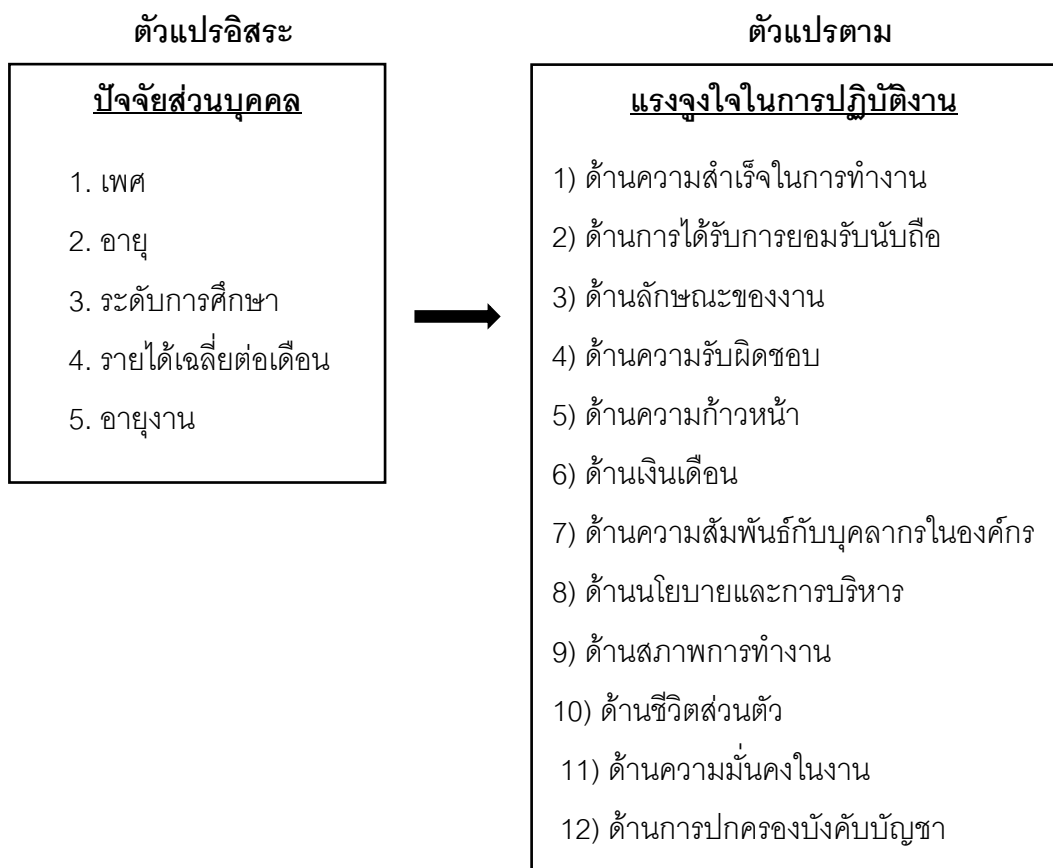 ตัวแปรอิสระ
ปัจจัยส่วนบุคคล
1. เพศ
2. อายุ
3. ระดับการศึกษา
4. รายได้เฉลี่ยต่อเดือน
5. อายุงาน
ตัวแปรตาม
แรงจูงใจในการปฏิบัติงาน
1) ด้านความสำเร็จในการทำงาน
2) ด้านการได้รับการยอมรับนับถือ
3) ด้านลักษณะของงาน
4) ด้านความรับผิดชอบ
5) ด้านความก้าวหน้า
6) ด้านเงินเดือน
7) ด้านความสัมพันธ์กับบุคลากรในองค์กร
8) ด้านนโยบายและการบริหาร
9) ด้านสภาพการทำงาน
10) ด้านชีวิตส่วนตัว
11) ด้านความมั่นคงในงาน
12) ด้านการปกครองบังคับบัญชา